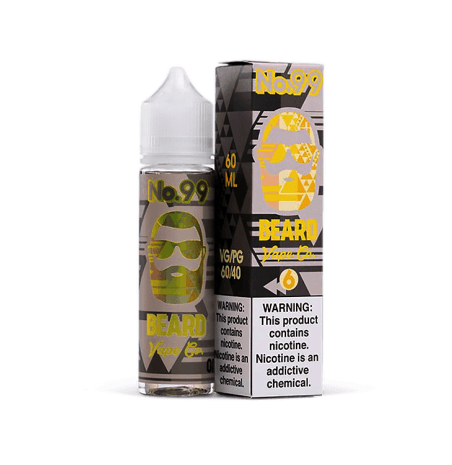 No.99
BEARD
Vape Co.
No.99
BEARD
Vape Co.
6
60
ML
VG/PG
60/40
WARNING:
This product
contains
nicotine.
Nicotine is an
addictive
chemical.
WARNING:
This product
contains
nicotine.
Nicotine is an
addictive
chemical.